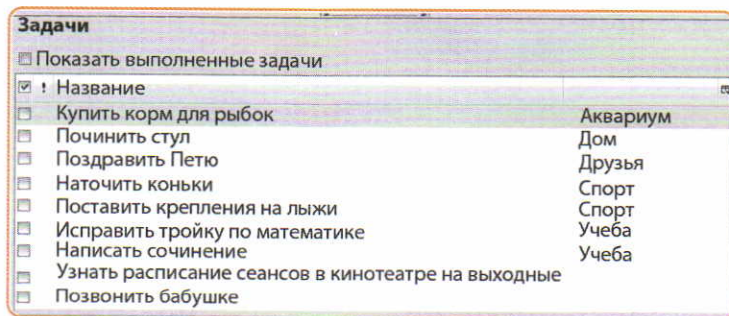 Задачи
Показать выполненные задачи
! Название
Купить корм для рыбок Аквариум
Починить стул Дом
Поздравить Петю Друзья
Наточить коньки Спорт
Поставить крепления на лыжи Спорт
Исправить тройку по математике Учеба
Написать сочинение Учеба
Узнать расписание сеансов в кинотеатре на выходные
Позвонить бабушке